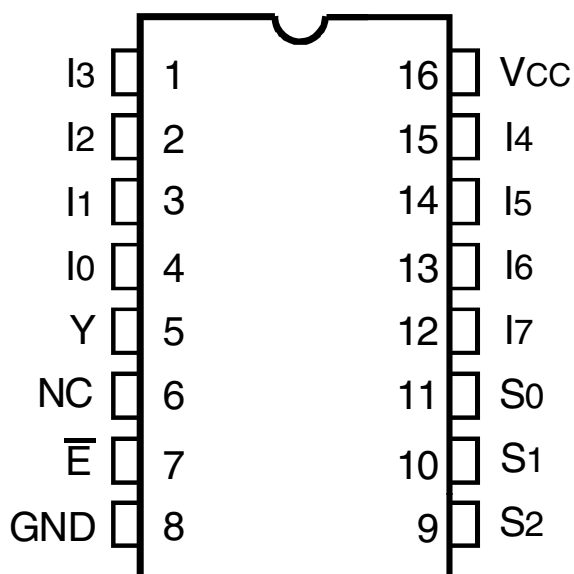 I3 1 16 VCC
I2 2 15 I4
I1 3 14 I5
I0 4 13 I6
Y 5 12 I7
NC 6 11 S0
E̅ 7 10 S1
GND 8 9 S2